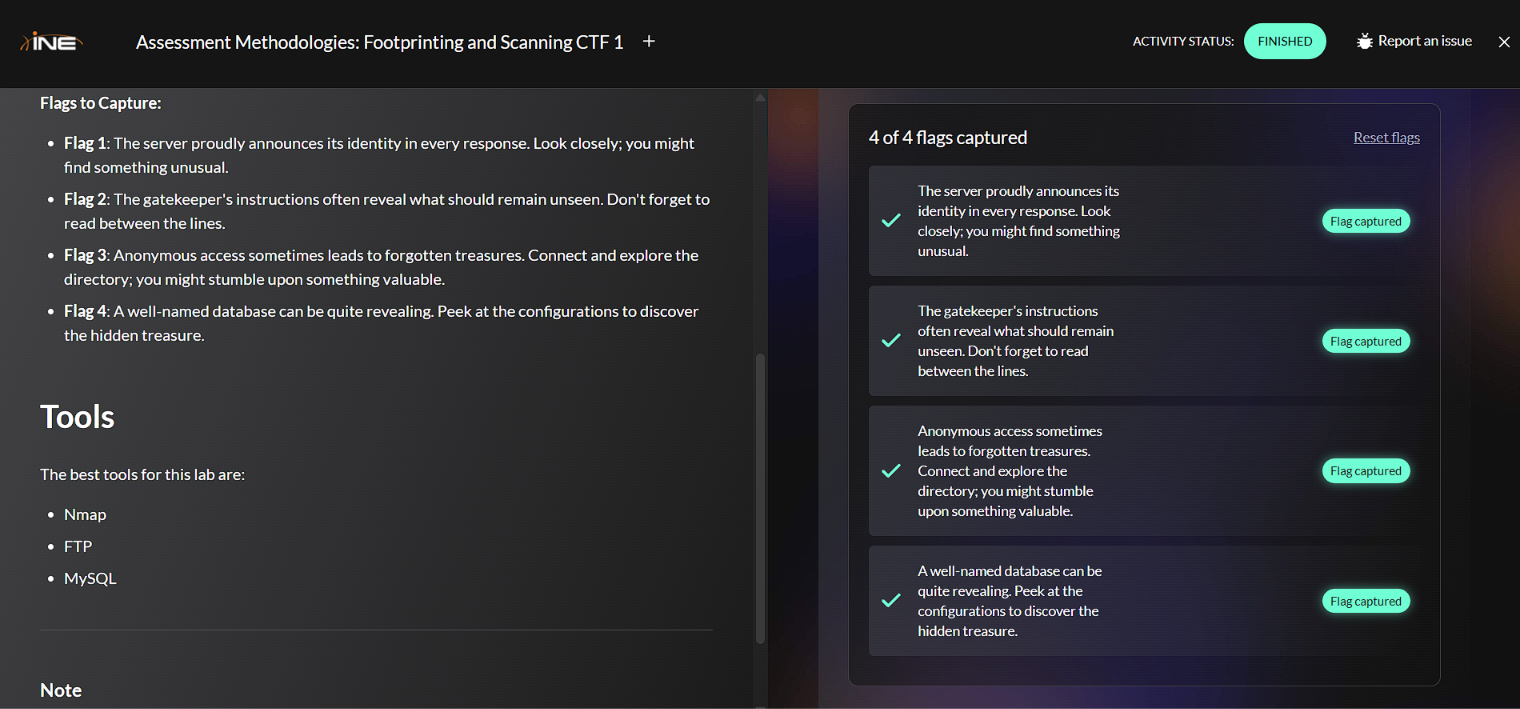 INE
Assessment Methodologies: Footprinting and Scanning CTF 1 +
ACTIVITY STATUS: FINISHED
Report an issue
Flags to Capture:
• Flag 1: The server proudly announces its identity in every response. Look closely; you might
find something unusual.
• Flag 2: The gatekeeper's instructions often reveal what should remain unseen. Don't forget to
read between the lines.
• Flag 3: Anonymous access sometimes leads to forgotten treasures. Connect and explore the
directory; you might stumble upon something valuable.
• Flag 4: A well-named database can be quite revealing. Peek at the configurations to discover
the hidden treasure.
Tools
The best tools for this lab are:
• Nmap
• FTP
• MySQL
Note
4 of 4 flags captured
Reset flags
The server proudly announces its
identity in every response. Look
closely; you might find something
unusual.
Flag captured
The gatekeeper's instructions
often reveal what should remain
unseen. Don't forget to read
between the lines.
Flag captured
Anonymous access sometimes
leads to forgotten treasures.
Connect and explore the
directory; you might stumble
upon something valuable.
Flag captured
A well-named database can be
quite revealing. Peek at the
configurations to discover the
hidden treasure.
Flag captured